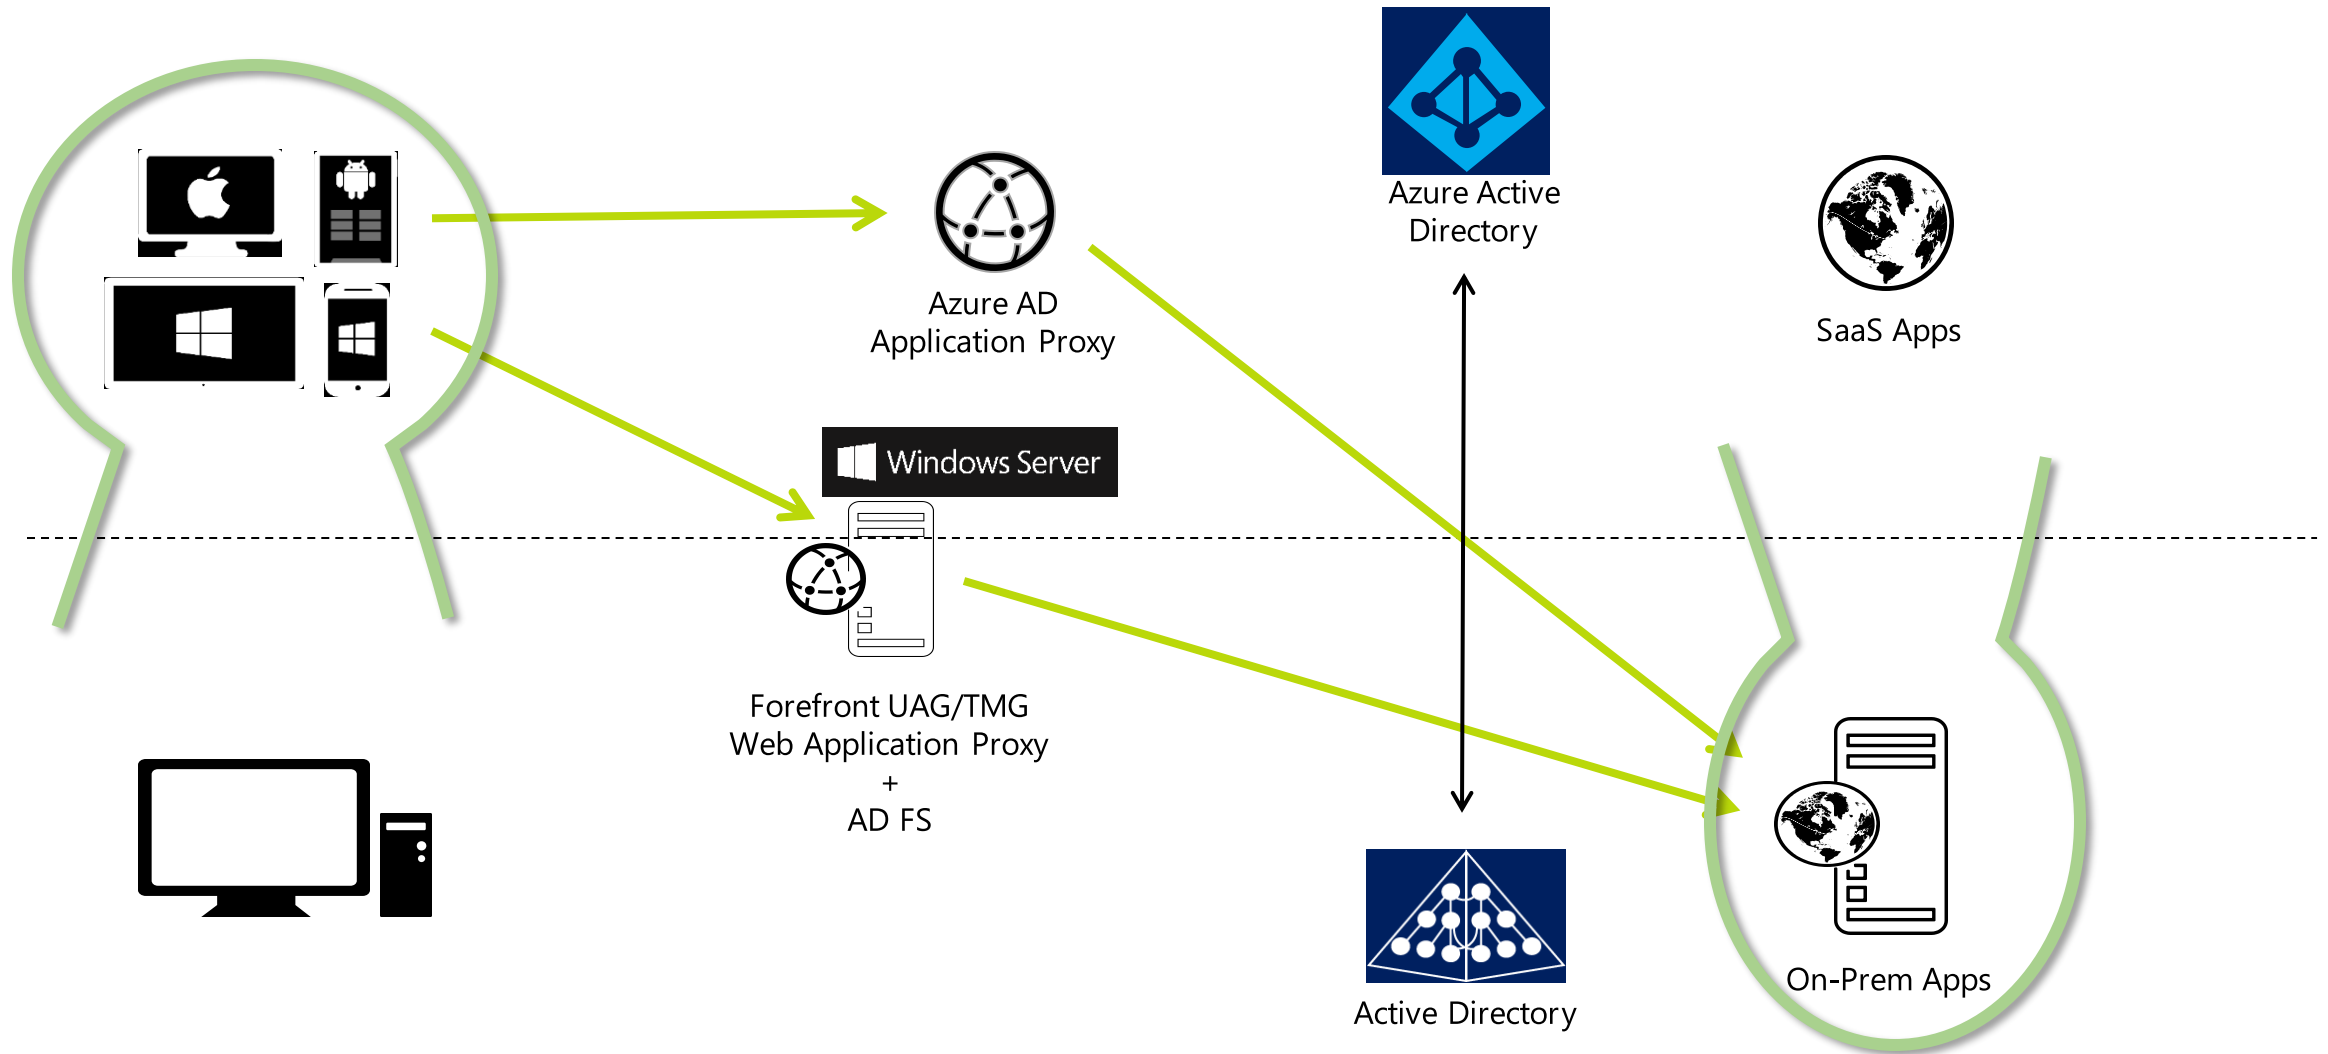 Azure Active
Directory
Azure AD
Application Proxy
SaaS Apps
Windows Server
Forefront UAG/TMG
Web Application Proxy
+
AD FS
On-Prem Apps
Active Directory